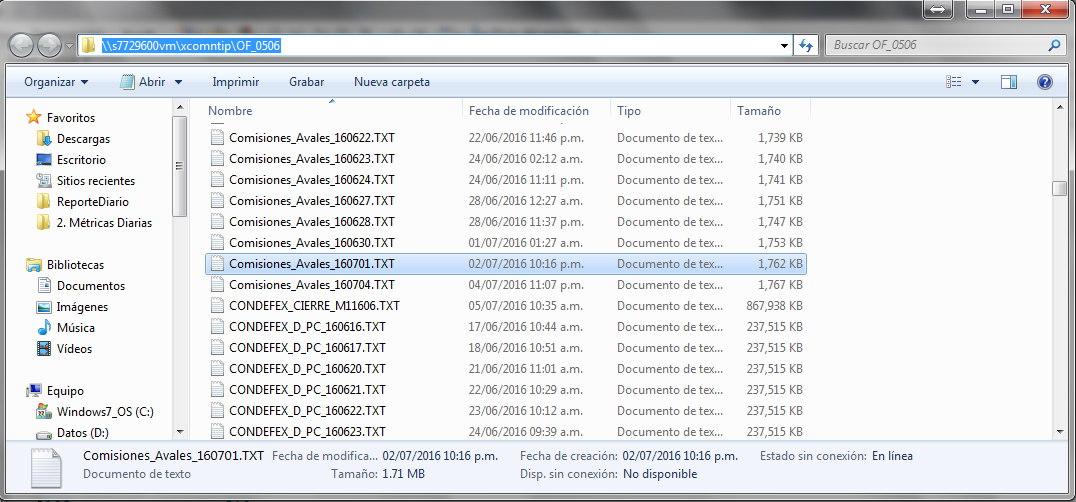 \\s7729600vm\xcomntip\OF_0506 Buscar OF_0506
Organizar Abrir Imprimir Grabar Nueva carpeta
Favoritos
Descargas
Escritorio
Sitios recientes
ReporteDiario
2. Métricas Diarias
Bibliotecas
Documentos
Imágenes
Música
Vídeos
Equipo
Windows7_OS (C:)
Datos (D:)
Nombre Fecha de modificación Tipo Tamaño
Comisiones_Avales_160622.TXT 22/06/2016 11:46 p.m. Documento de tex... 1,739 KB
Comisiones_Avales_160623.TXT 24/06/2016 02:12 a.m. Documento de tex... 1,740 KB
Comisiones_Avales_160624.TXT 24/06/2016 11:11 p.m. Documento de tex... 1,741 KB
Comisiones_Avales_160627.TXT 28/06/2016 12:27 a.m. Documento de tex... 1,751 KB
Comisiones_Avales_160628.TXT 28/06/2016 11:37 p.m. Documento de tex... 1,747 KB
Comisiones_Avales_160630.TXT 01/07/2016 01:27 a.m. Documento de tex... 1,753 KB
Comisiones_Avales_160701.TXT 02/07/2016 10:16 p.m. Documento de tex... 1,762 KB
Comisiones_Avales_160704.TXT 04/07/2016 11:07 p.m. Documento de tex... 1,767 KB
CONDEFEX_CIERRE_M11606.TXT 05/07/2016 10:35 a.m. Documento de tex... 867,938 KB
CONDEFEX_D_PC_160616.TXT 17/06/2016 10:44 a.m. Documento de tex... 237,515 KB
CONDEFEX_D_PC_160617.TXT 18/06/2016 10:51 a.m. Documento de tex... 237,515 KB
CONDEFEX_D_PC_160620.TXT 21/06/2016 11:01 a.m. Documento de tex... 237,515 KB
CONDEFEX_D_PC_160621.TXT 22/06/2016 10:29 a.m. Documento de tex... 237,515 KB
CONDEFEX_D_PC_160622.TXT 23/06/2016 10:12 a.m. Documento de tex... 237,515 KB
CONDEFEX_D_PC_160623.TXT 24/06/2016 09:39 a.m. Documento de tex... 237,515 KB
Comisiones_Avales_160701.TXT Fecha de modifica... 02/07/2016 10:16 p.m. Fecha de creación: 02/07/2016 10:16 p.m. Estado sin conexión: En línea
Documento de texto Tamaño: 1.71 MB Disp. sin conexión: No disponible